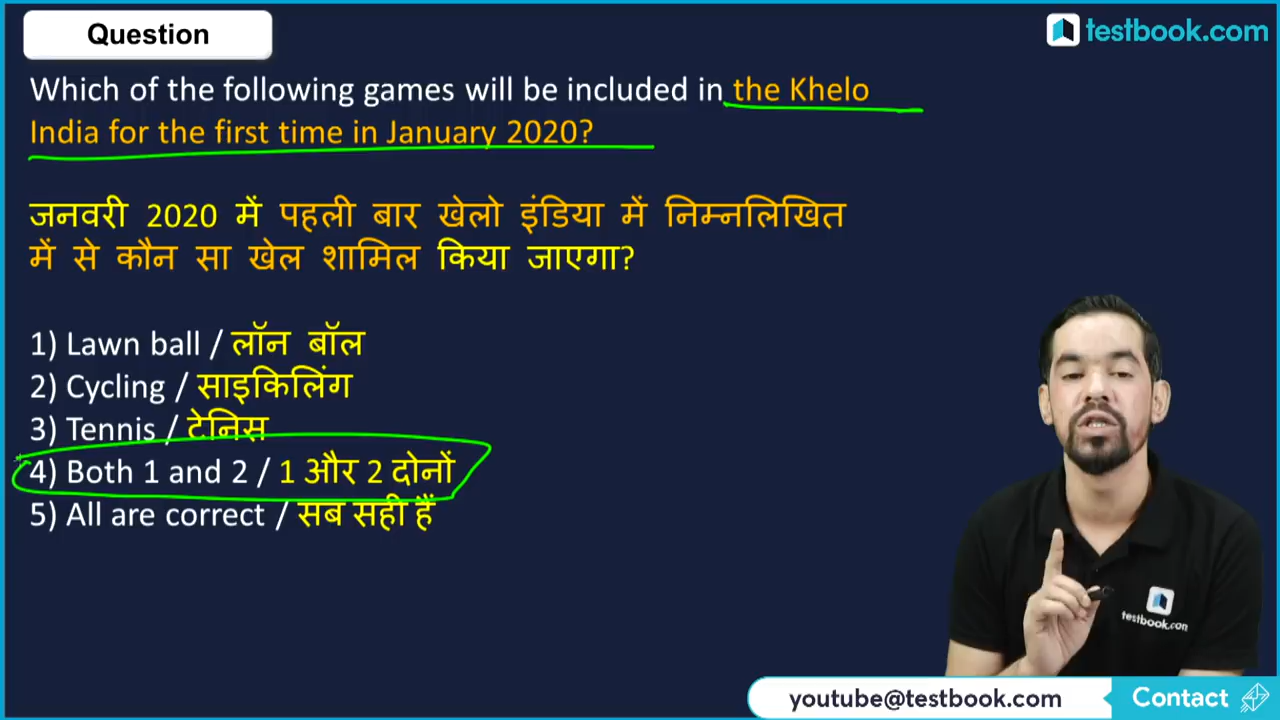 Question
testbook.com
Which of the following games will be included in the Khelo
India for the first time in January 2020?
जनवरी 2020 में पहली बार खेलो इंडिया में निम्नलिखित
में से कौन सा खेल शामिल किया जाएगा?
1) Lawn ball / लॉन बॉल
2) Cycling / साइकिलिंग
3) Tennis / टेनिस
4) Both 1 and 2 / 1 और 2 दोनों
5) All are correct / सब सही हैं
testbook.com
youtube@testbook.com
Contact